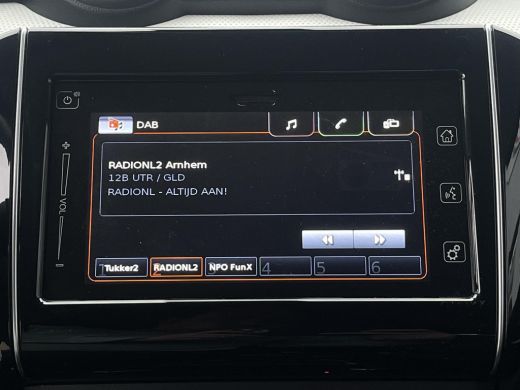 DAB
RADIONL2 Arnhem
12B UTR / GLD
RADIONL - ALTIJD AAN!
VOL
Tukker2 RADIONL2 NPO FunX 4 5 6